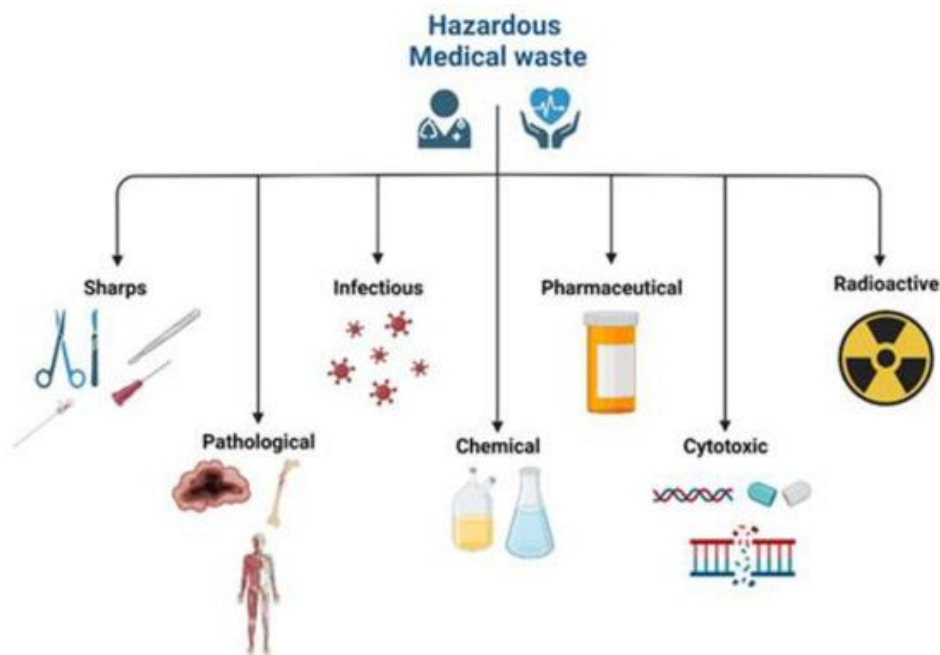 Hazardous
Medical waste
Sharps
Infectious
Pharmaceutical
Radioactive
Pathological
Chemical
Cytotoxic